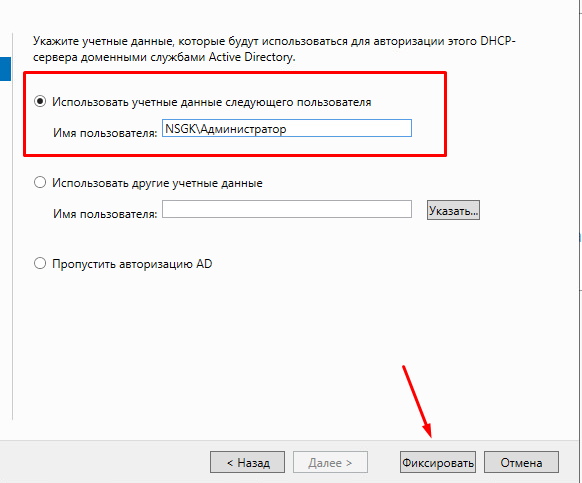 Укажите учетные данные, которые будут использоваться для авторизации этого DHCP-
сервера доменными службами Active Directory.
Использовать учетные данные следующего пользователя
Имя пользователя: NSGK\Администратор
Использовать другие учетные данные
Имя пользователя: Указать...
Пропустить авторизацию AD
< Назад Далее > Фиксировать Отмена